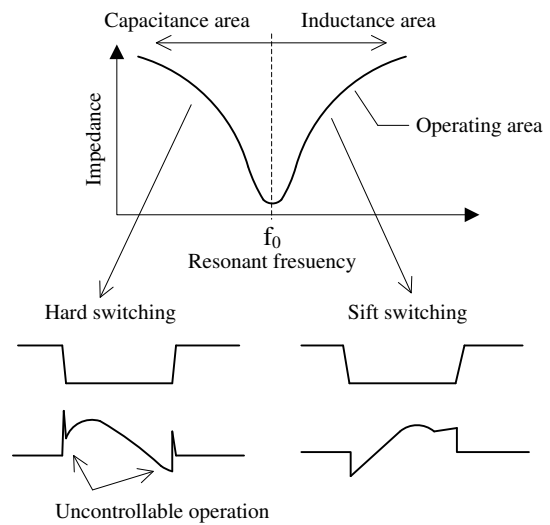 Capacitance area
Inductance area
Impedance
Operating area
f0
Resonant fresuency
Hard switching
Sift switching
Uncontrollable operation